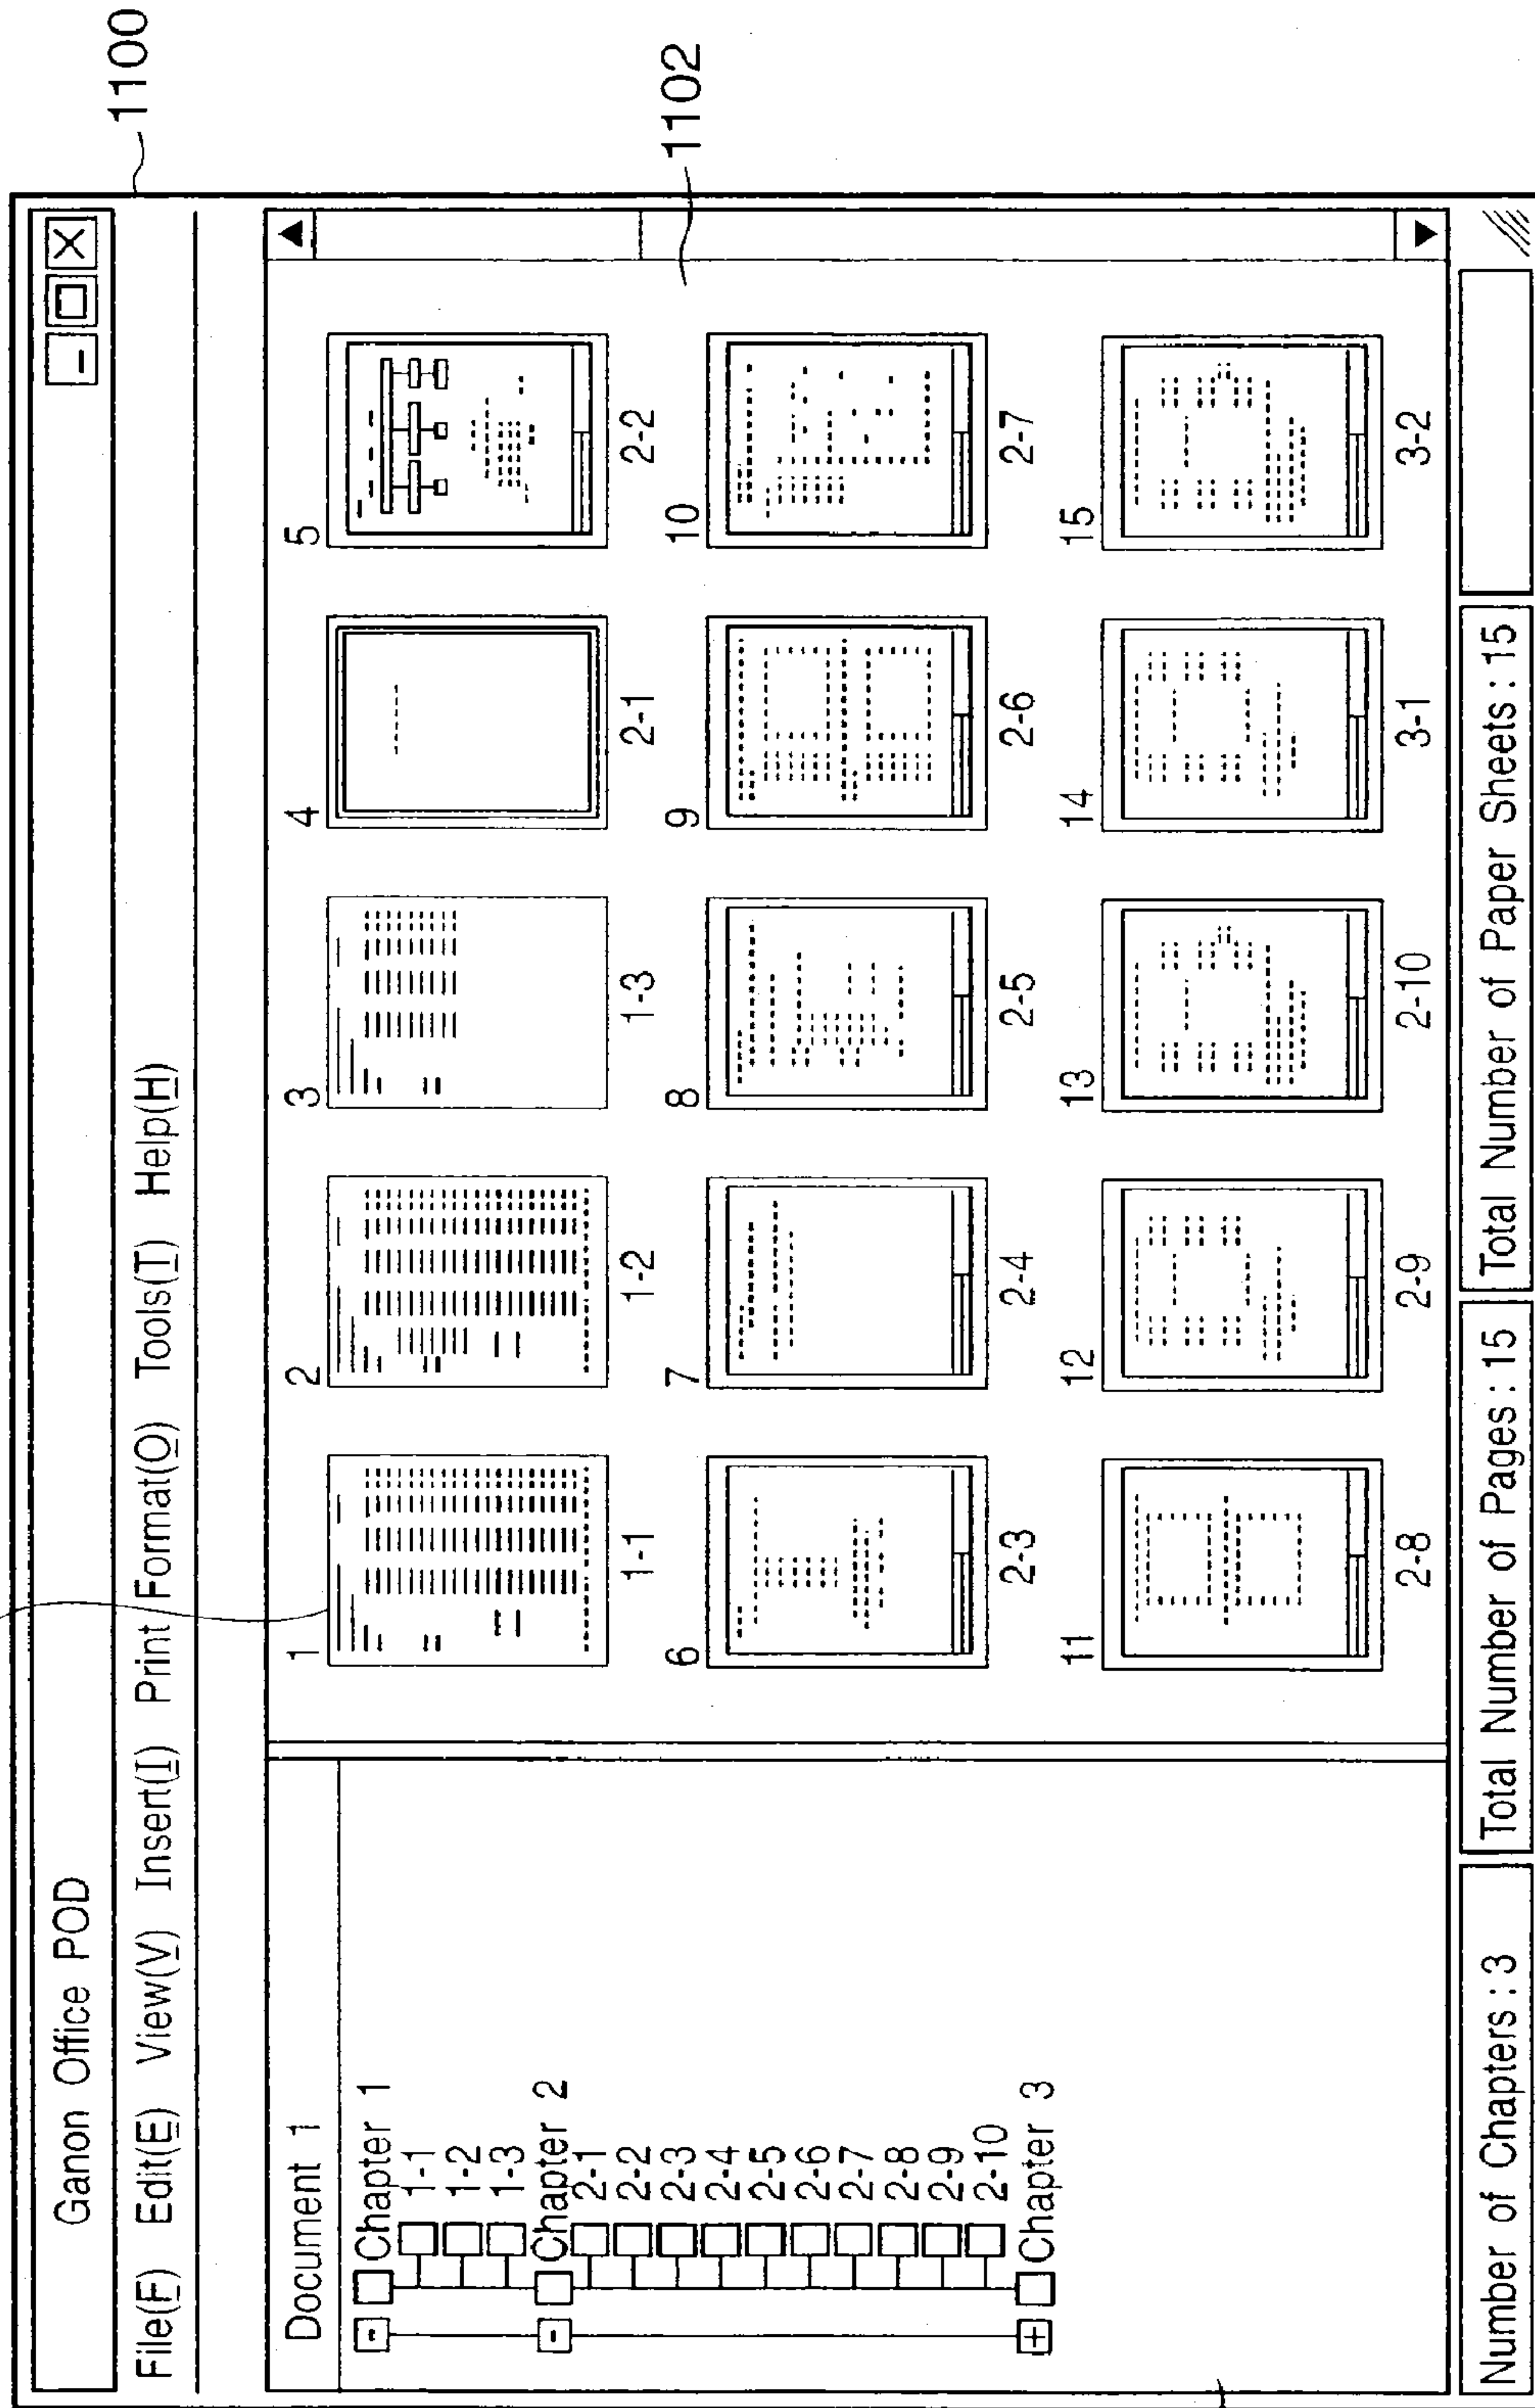 1100
Ganon Office POD
File(F) Edit(E) View(V) Insert(I) Print Format(O) Tools(T) Help(H)
Document 1
Chapter 1
1-1
1-2
1-3
Chapter 2
2-1
2-2
2-3
2-4
2-5
2-6
2-7
2-8
2-9
2-10
Chapter 3
1 2 3 4 5
1-1 1-2 1-3 2-1 2-2
1102
6 7 8 9 10
2-3 2-4 2-5 2-6 2-7
11 12 13 14 15
2-8 2-9 2-10 3-1 3-2
Number of Chapters : 3 Total Number of Pages : 15 Total Number of Paper Sheets : 15